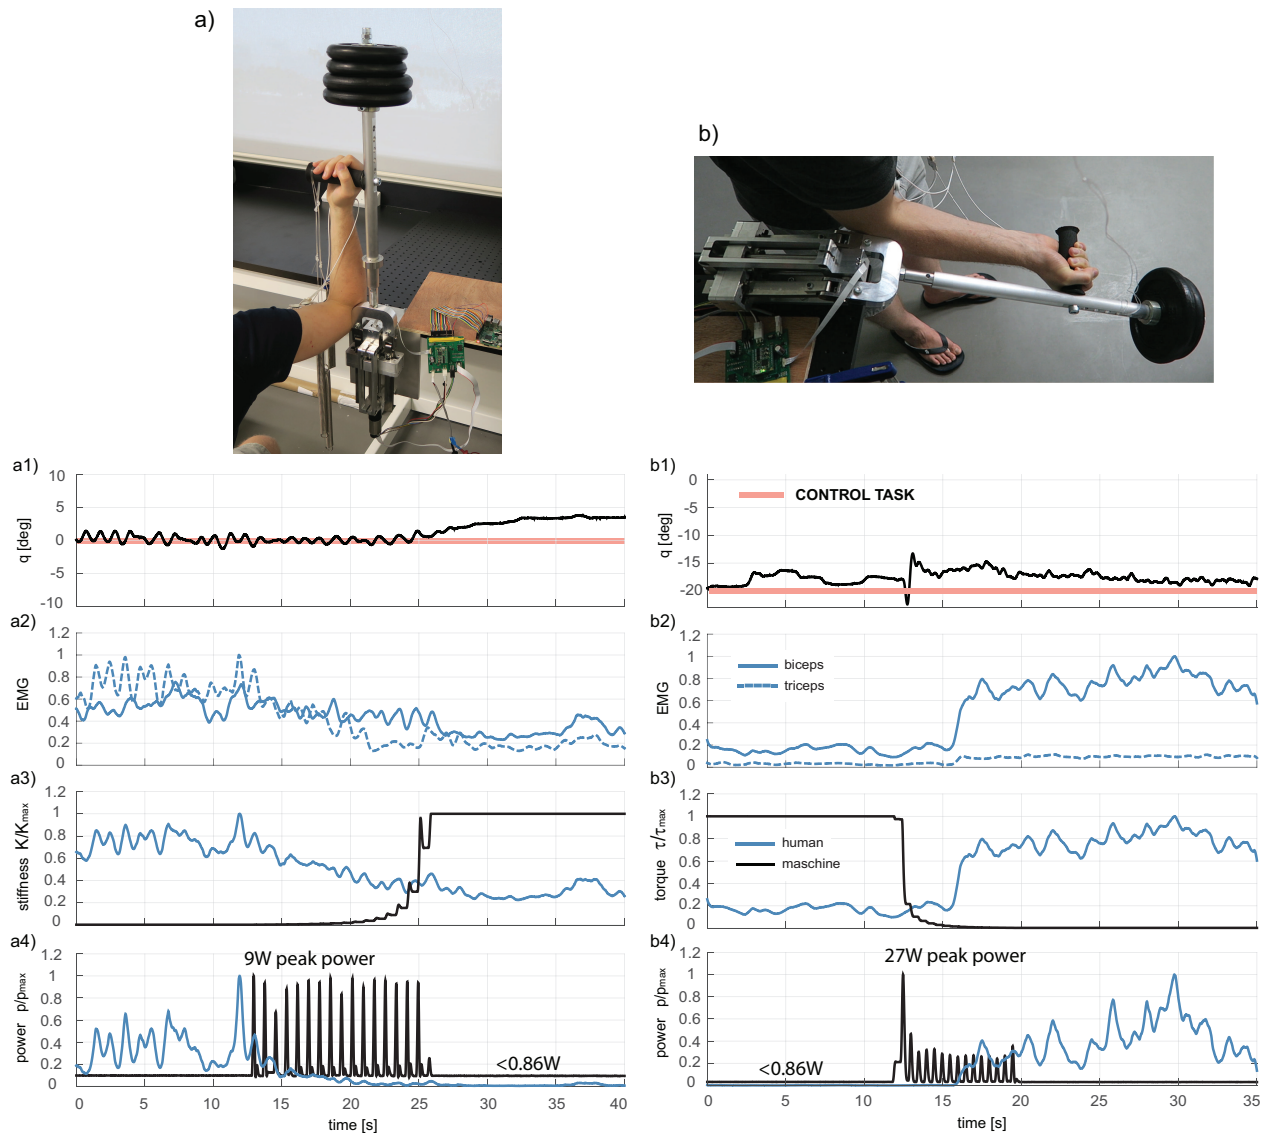 a)
b)
a1)
10
5
0
-5
-10
q [deg]
b1)
0
-5
-10
-15
-20
q [deg]
CONTROL TASK
a2)
1.2
1
0.8
0.6
0.4
0.2
0
EMG
b2)
1.2
1
0.8
0.6
0.4
0.2
0
EMG
biceps
triceps
a3)
1.2
1
0.8
0.6
0.4
0.2
0
stiffness K/Kmax
b3)
1.2
1
0.8
0.6
0.4
0.2
0
torque τ/τmax
human
maschine
a4)
1.2
1
0.8
0.6
0.4
0.2
0
power p/pmax
9W peak power
<0.86W
0 5 10 15 20 25 30 35 40
time [s]
b4)
1.2
1
0.8
0.6
0.4
0.2
0
power p/pmax
27W peak power
<0.86W
0 5 10 15 20 25 30 35
time [s]